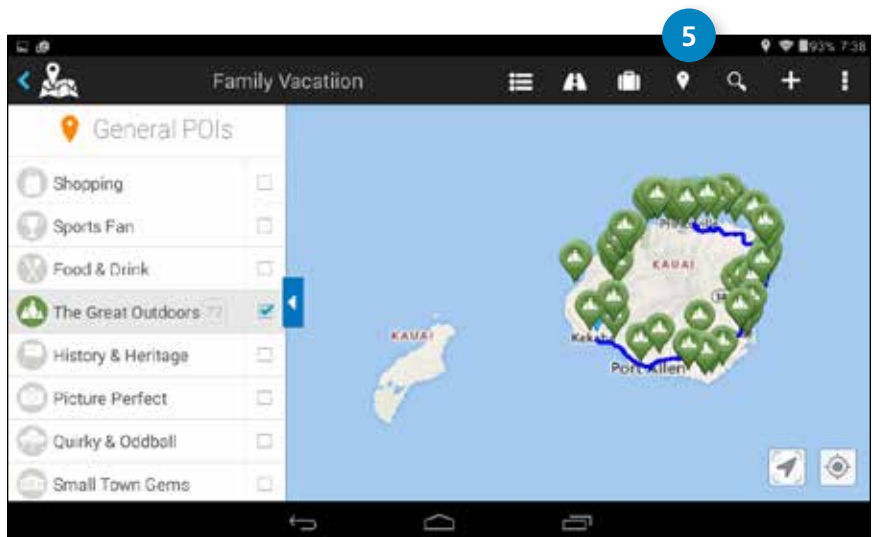 5
93% 7:38
Family Vacatiion
General POIs
Shopping
Sports Fan
Food & Drink
The Great Outdoors 77
History & Heritage
Picture Perfect
Quirky & Oddball
Small Town Gems
KAUAI
KAUAI
Port Allen